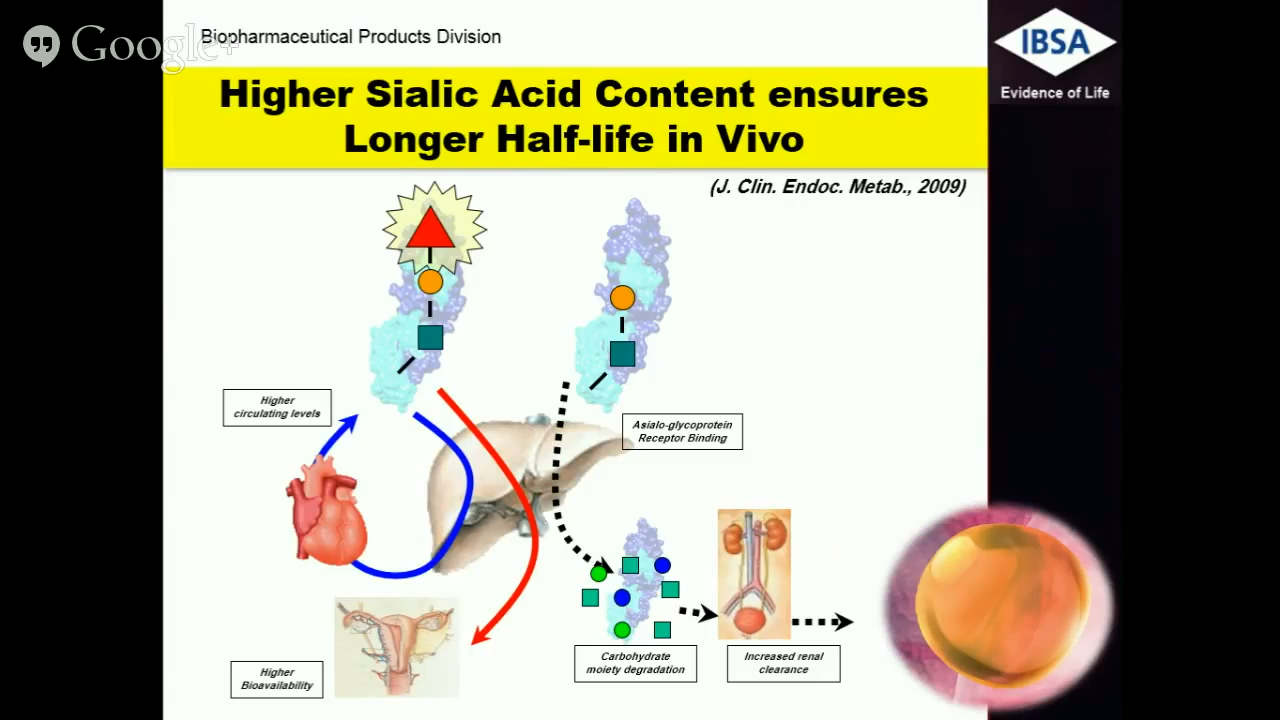 Google+
Biopharmaceutical Products Division
IBSA
Evidence of Life
Higher Sialic Acid Content ensures
Longer Half-life in Vivo
(J. Clin. Endoc. Metab., 2009)
Higher
circulating levels
Asialo-glycoprotein
Receptor Binding
Higher
Bioavailability
Carbohydrate
moiety degradation
Increased renal
clearance